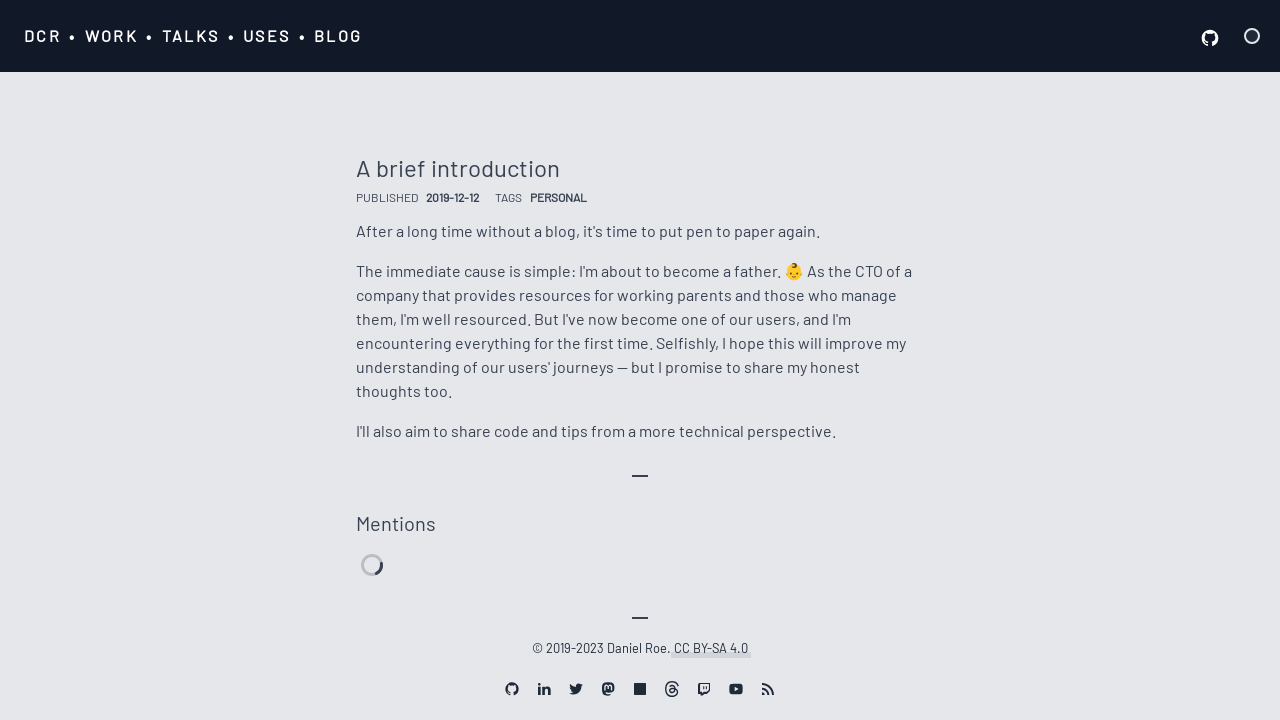 DCR • WORK • TALKS • USES • BLOG
A brief introduction
PUBLISHED 2019-12-12 TAGS PERSONAL
After a long time without a blog, it's time to put pen to paper again.
The immediate cause is simple: I'm about to become a father. 👶 As the CTO of a
company that provides resources for working parents and those who manage
them, I'm well resourced. But I've now become one of our users, and I'm
encountering everything for the first time. Selfishly, I hope this will improve my
understanding of our users' journeys — but I promise to share my honest
thoughts too.
I'll also aim to share code and tips from a more technical perspective.
Mentions
© 2019-2023 Daniel Roe. CC BY-SA 4.0